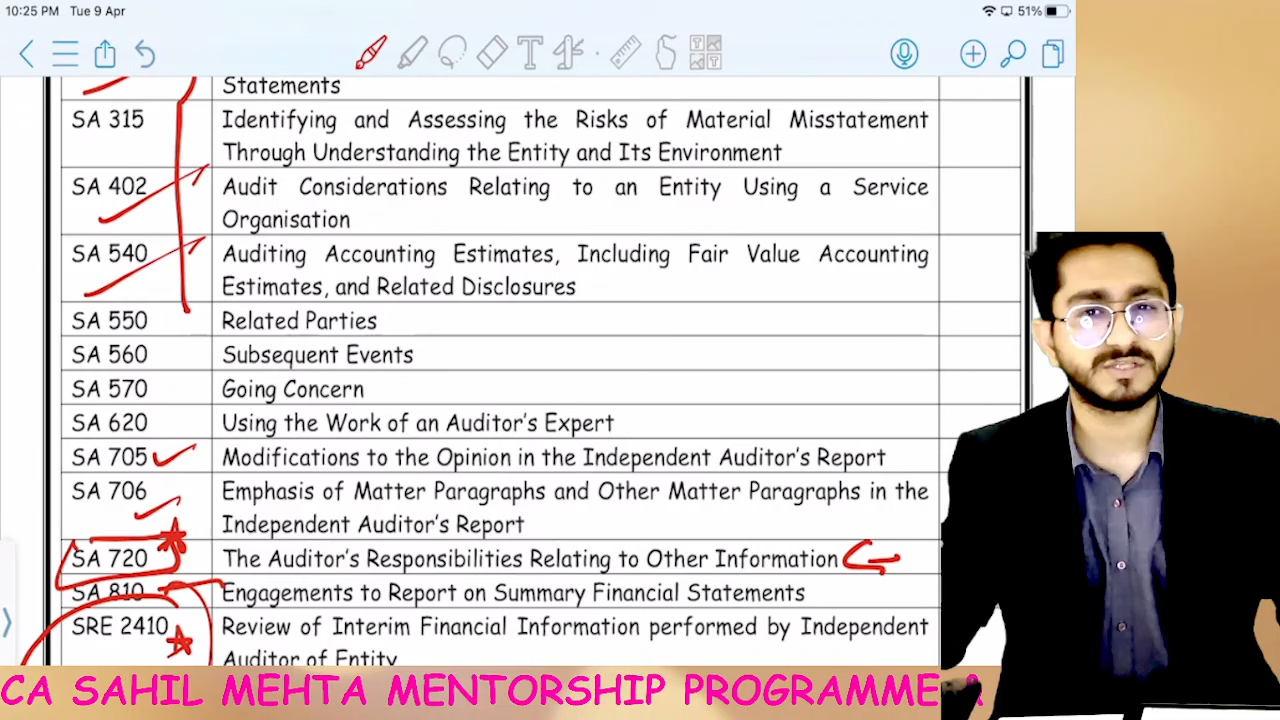 10:25 PM Tue 9 Apr
51%
Statements
SA 315 Identifying and Assessing the Risks of Material Misstatement
Through Understanding the Entity and Its Environment
SA 402 Audit Considerations Relating to an Entity Using a Service
Organisation
SA 540 Auditing Accounting Estimates, Including Fair Value Accounting
Estimates, and Related Disclosures
SA 550 Related Parties
SA 560 Subsequent Events
SA 570 Going Concern
SA 620 Using the Work of an Auditor's Expert
SA 705 Modifications to the Opinion in the Independent Auditor's Report
SA 706 Emphasis of Matter Paragraphs and Other Matter Paragraphs in the
Independent Auditor's Report
SA 720 The Auditor's Responsibilities Relating to Other Information
SA 810 Engagements to Report on Summary Financial Statements
SRE 2410 Review of Interim Financial Information performed by Independent
Auditor of Entity
CA SAHIL MEHTA MENTORSHIP PROGRAMME